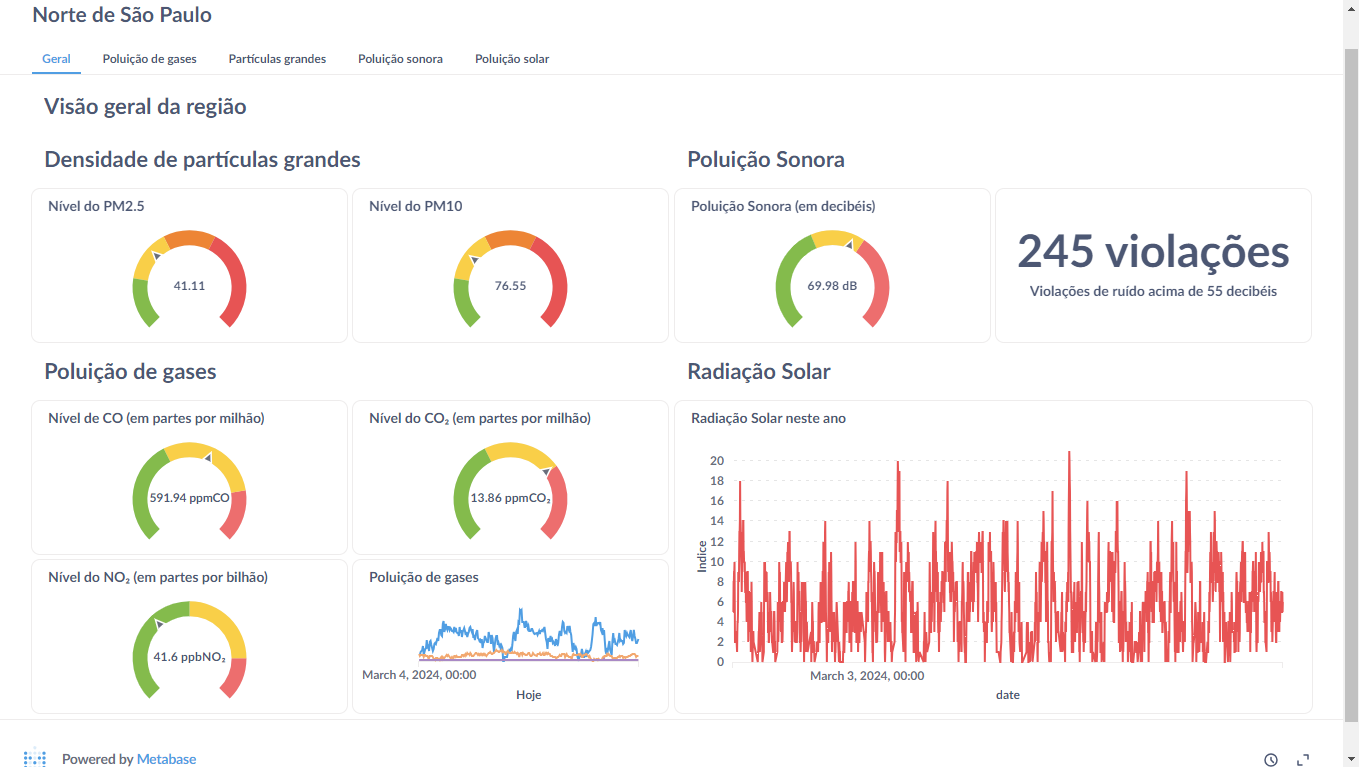 Norte de São Paulo
Geral
Poluição de gases
Partículas grandes
Poluição sonora
Poluição solar
Visão geral da região
Densidade de partículas grandes
Poluição Sonora
Nível do PM2.5
41.11
Nível do PM10
76.55
Poluição Sonora (em decibéis)
69.98 dB
245 violações
Violações de ruído acima de 55 decibéis
Poluição de gases
Radiação Solar
Nível de CO (em partes por milhão)
591.94 ppmCO
Nível do CO₂ (em partes por milhão)
13.86 ppmCO₂
Nível do NO₂ (em partes por bilhão)
41.6 ppbNO₂
Poluição de gases
March 4, 2024, 00:00
Hoje
Radiação Solar neste ano
20
18
16
14
12
10
8
6
4
2
0
Indice
March 3, 2024, 00:00
date
Powered by Metabase